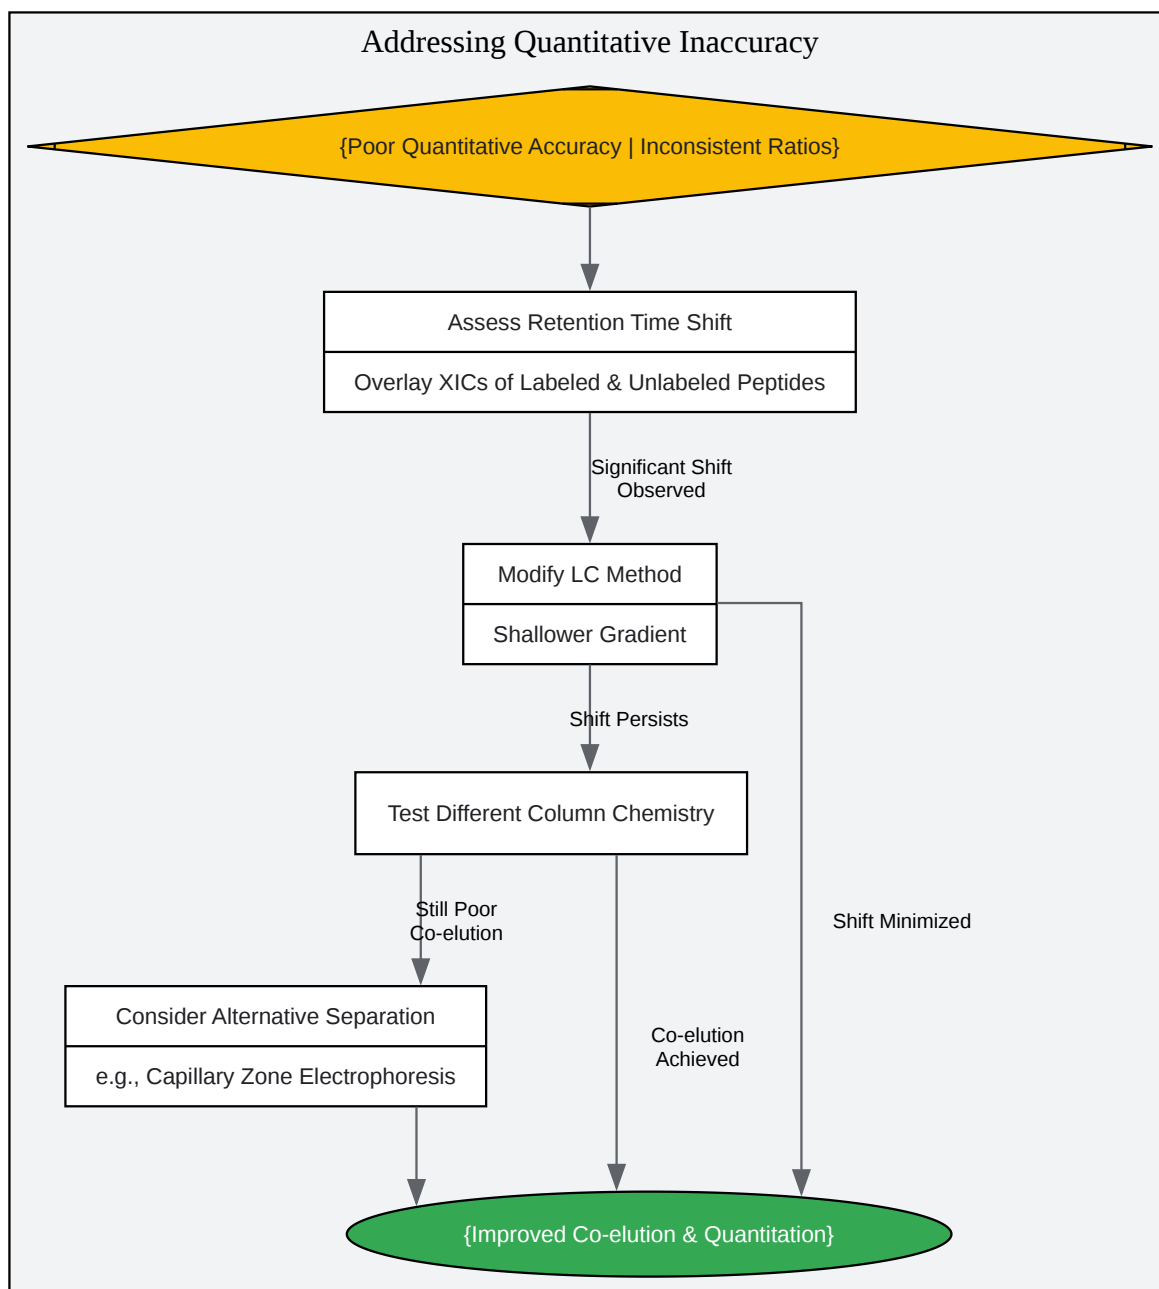 Addressing Quantitative Inaccuracy
{Poor Quantitative Accuracy | Inconsistent Ratios}
Assess Retention Time Shift
Overlay XICs of Labeled & Unlabeled Peptides
Significant Shift
Observed
Modify LC Method
Shallower Gradient
Shift Persists
Test Different Column Chemistry
Still Poor
Co-elution
Shift Minimized
Consider Alternative Separation
e.g., Capillary Zone Electrophoresis
Co-elution
Achieved
{Improved Co-elution & Quantitation}